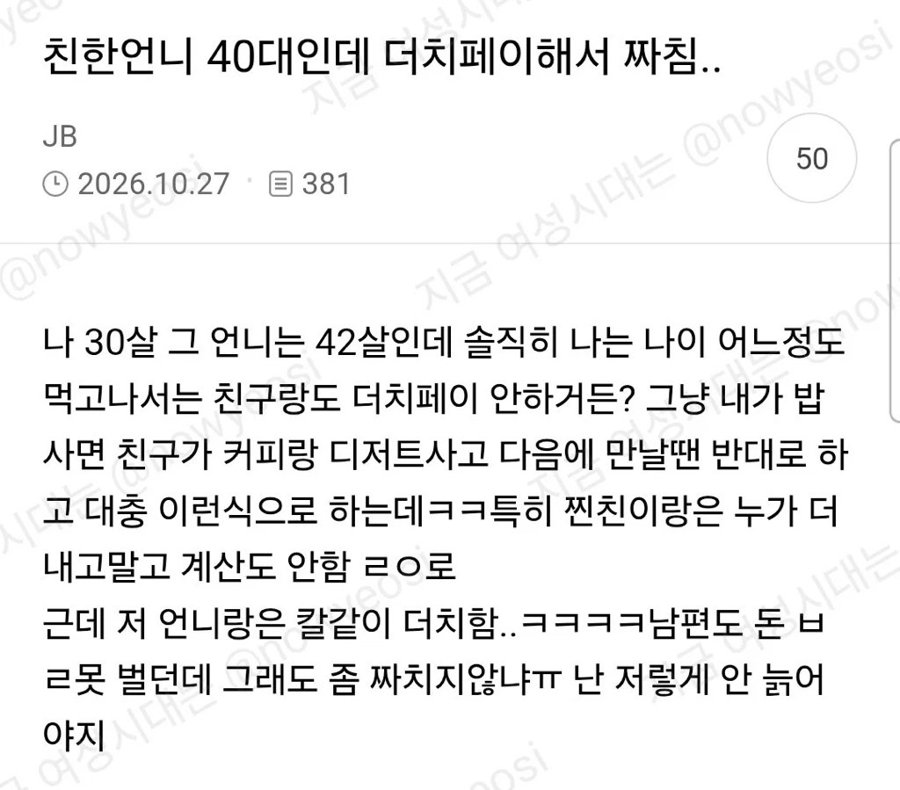 친한언니 40대인데 더치페이해서 짜침..
JB
2026.10.27 · 381
50
나 30살 그 언니는 42살인데 솔직히 나는 나이 어느정도
먹고나서는 친구랑도 더치페이 안하거든? 그냥 내가 밥
사면 친구가 커피랑 디저트사고 다음에 만날땐 반대로 하
고 대충 이런식으로 하는데ㅋㅋ특히 찐친이랑은 누가 더
내고말고 계산도 안함 ㄹㅇ로
근데 저 언니랑은 칼같이 더치함..ㅋㅋㅋㅋ남편도 돈 ㅂ
ㄹ못 벌던데 그래도 좀 짜치지않냐ㅠ 난 저렇게 안 늙어
야지
지금 여성시대는 @nowyeosi